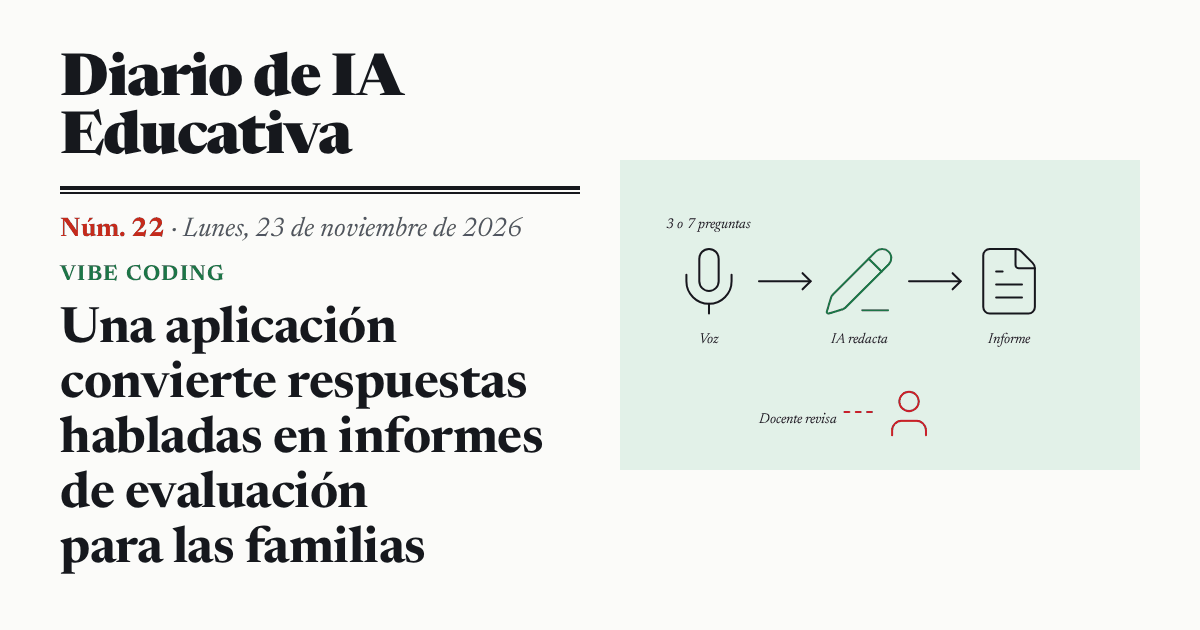 Diario de IA
Educativa
Núm. 22 · Lunes, 23 de noviembre de 2026
VIBE CODING
Una aplicación
convierte respuestas
habladas en informes
de evaluación
para las familias
3 o 7 preguntas
Voz
IA redacta
Informe
Docente revisa